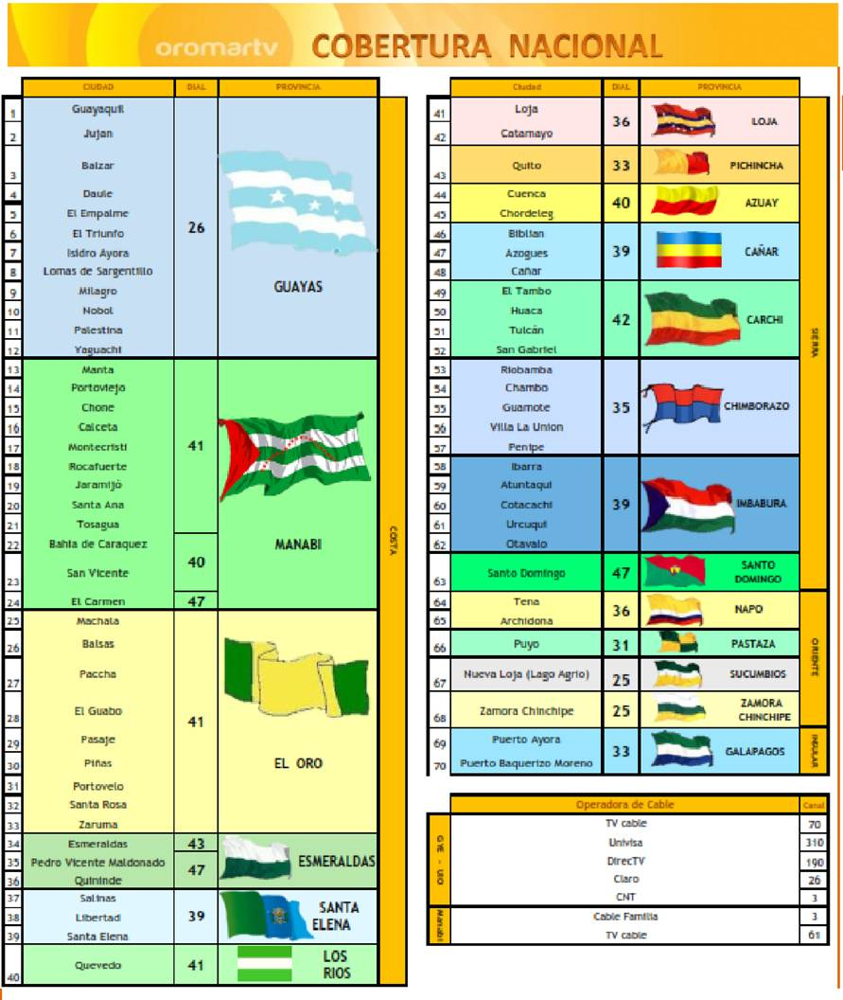 oromartv COBERTURA NACIONAL
CIUDAD DIAL PROVINCIA
1 Guayaquil
2 Jujan
3 Balzar
4 Daule
5 El Empalme
6 El Triunfo
7 Isidro Ayora
8 Lomas de Sargentillo
9 Milagro
10 Nobol
11 Palestina
12 Yaguachi
26
GUAYAS
13 Manta
14 Portoviejo
15 Chone
16 Calceta
17 Montecristi
18 Rocafuerte
19 Jaramijó
20 Santa Ana
21 Tosagua
41
22 Bahia de Caraquez
23 San Vicente
40
24 El Carmen 47
MANABI
25 Machala
26 Balsas
27 Paccha
28 El Guabo
29 Pasaje
30 Piñas
31 Portovelo
32 Santa Rosa
33 Zaruma
41
EL ORO
34 Esmeraldas 43
35 Pedro Vicente Maldonado
36 Quininde
47
ESMERALDAS
37 Salinas
38 Libertad
39 Santa Elena
39
SANTA
ELENA
40 Quevedo 41
LOS
RIOS
COSTA
Ciudad DIAL PROVINCIA
41 Loja
42 Catamayo
36 LOJA
43 Quito 33 PICHINCHA
44 Cuenca
45 Chordeleg
40 AZUAY
46 Biblian
47 Azogues
48 Cañar
39 CAÑAR
49 El Tambo
50 Huaca
51 Tulcán
52 San Gabriel
42 CARCHI
53 Riobamba
54 Chambo
55 Guamote
56 Villa La Union
57 Penipe
35 CHIMBORAZO
58 Ibarra
59 Atuntaqui
60 Cotacachi
61 Urcuqui
62 Otavalo
39 IMBABURA
63 Santo Domingo 47
SANTO
DOMINGO
SIERRA
64 Tena
65 Archidona
36 NAPO
66 Puyo 31 PASTAZA
67 Nueva Loja (Lago Agrio) 25 SUCUMBIOS
68 Zamora Chinchipe 25
ZAMORA
CHINCHIPE
ORIENTE
69 Puerto Ayora
70 Puerto Baquerizo Moreno
33 GALAPAGOS
INSULAR
Operadora de Cable Canal
GYE - UIO
TV cable 70
Univisa 310
DirecTV 190
Claro 26
CNT 3
Manabi
Cable Familia 3
TV cable 61